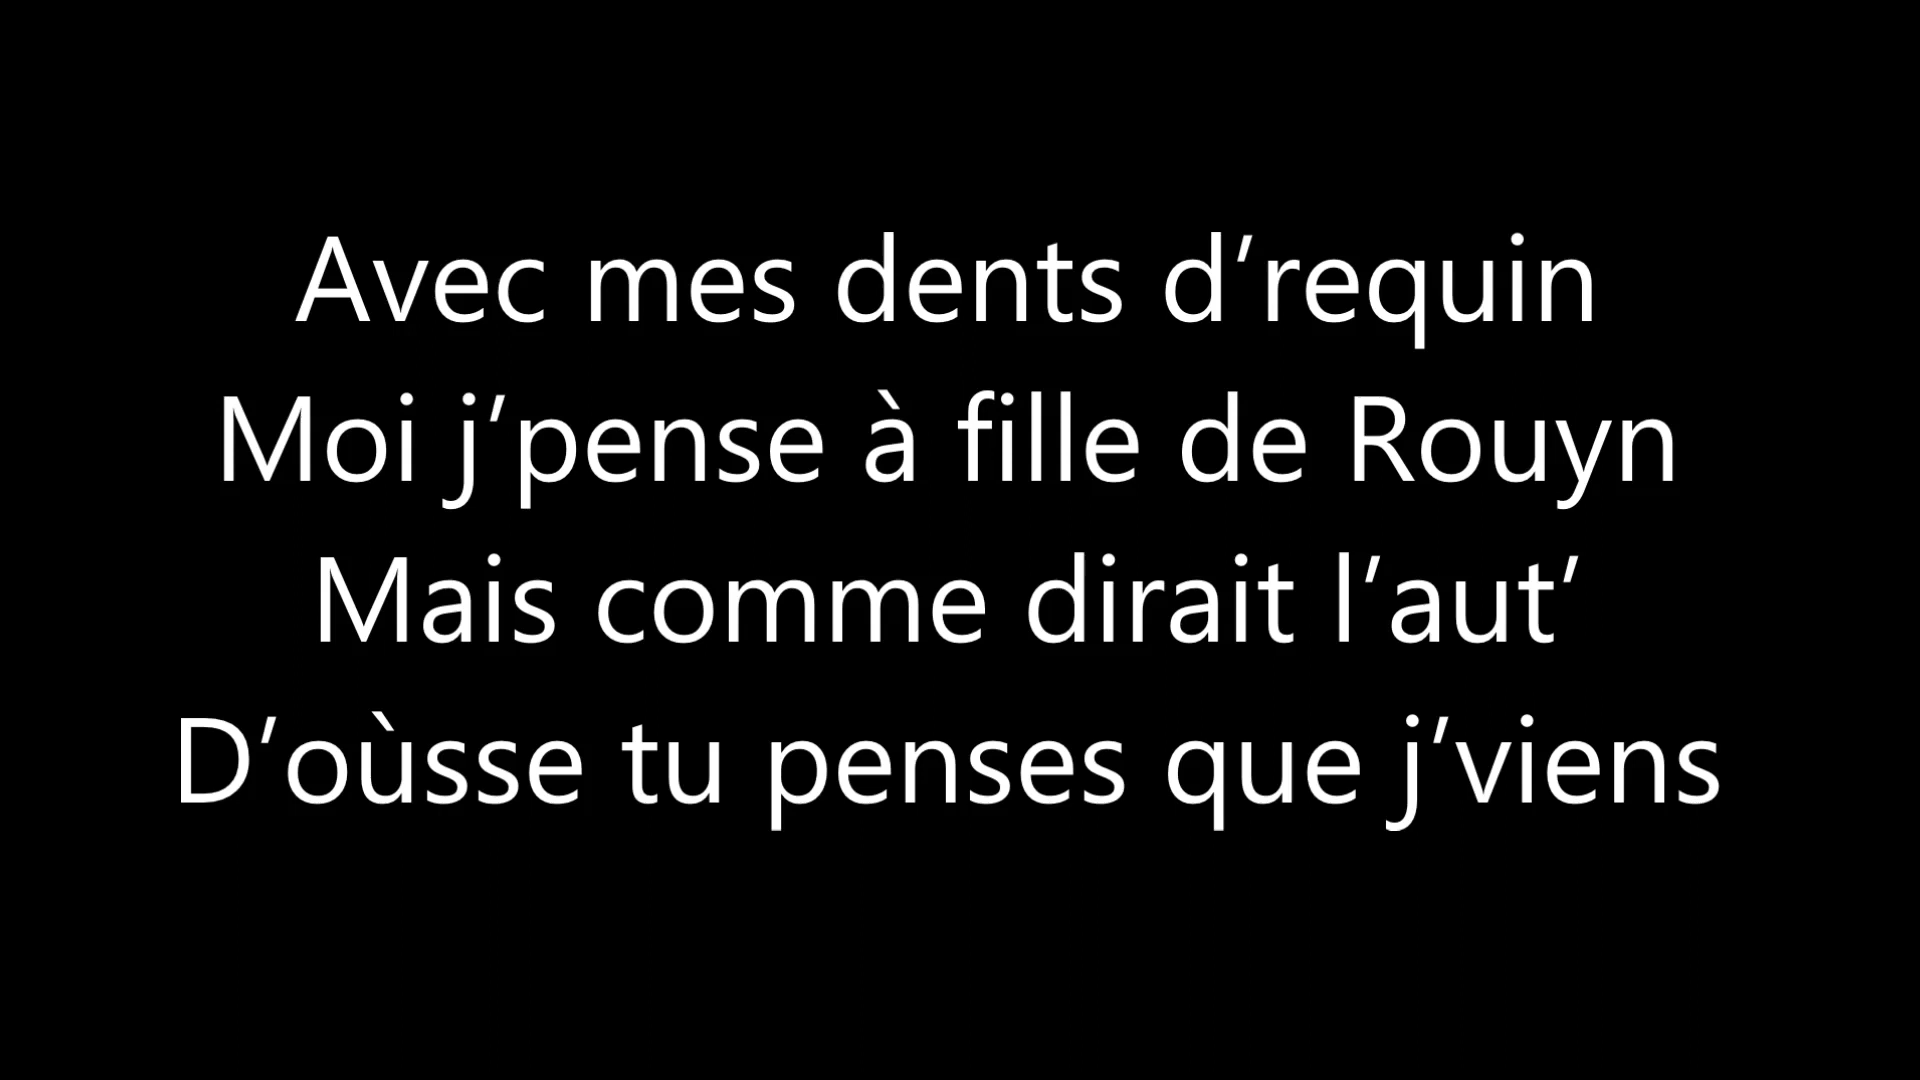 Avec mes dents d’requin
Moi j’pense à fille de Rouyn
Mais comme dirait l’aut’
D’oùsse tu penses que j’viens